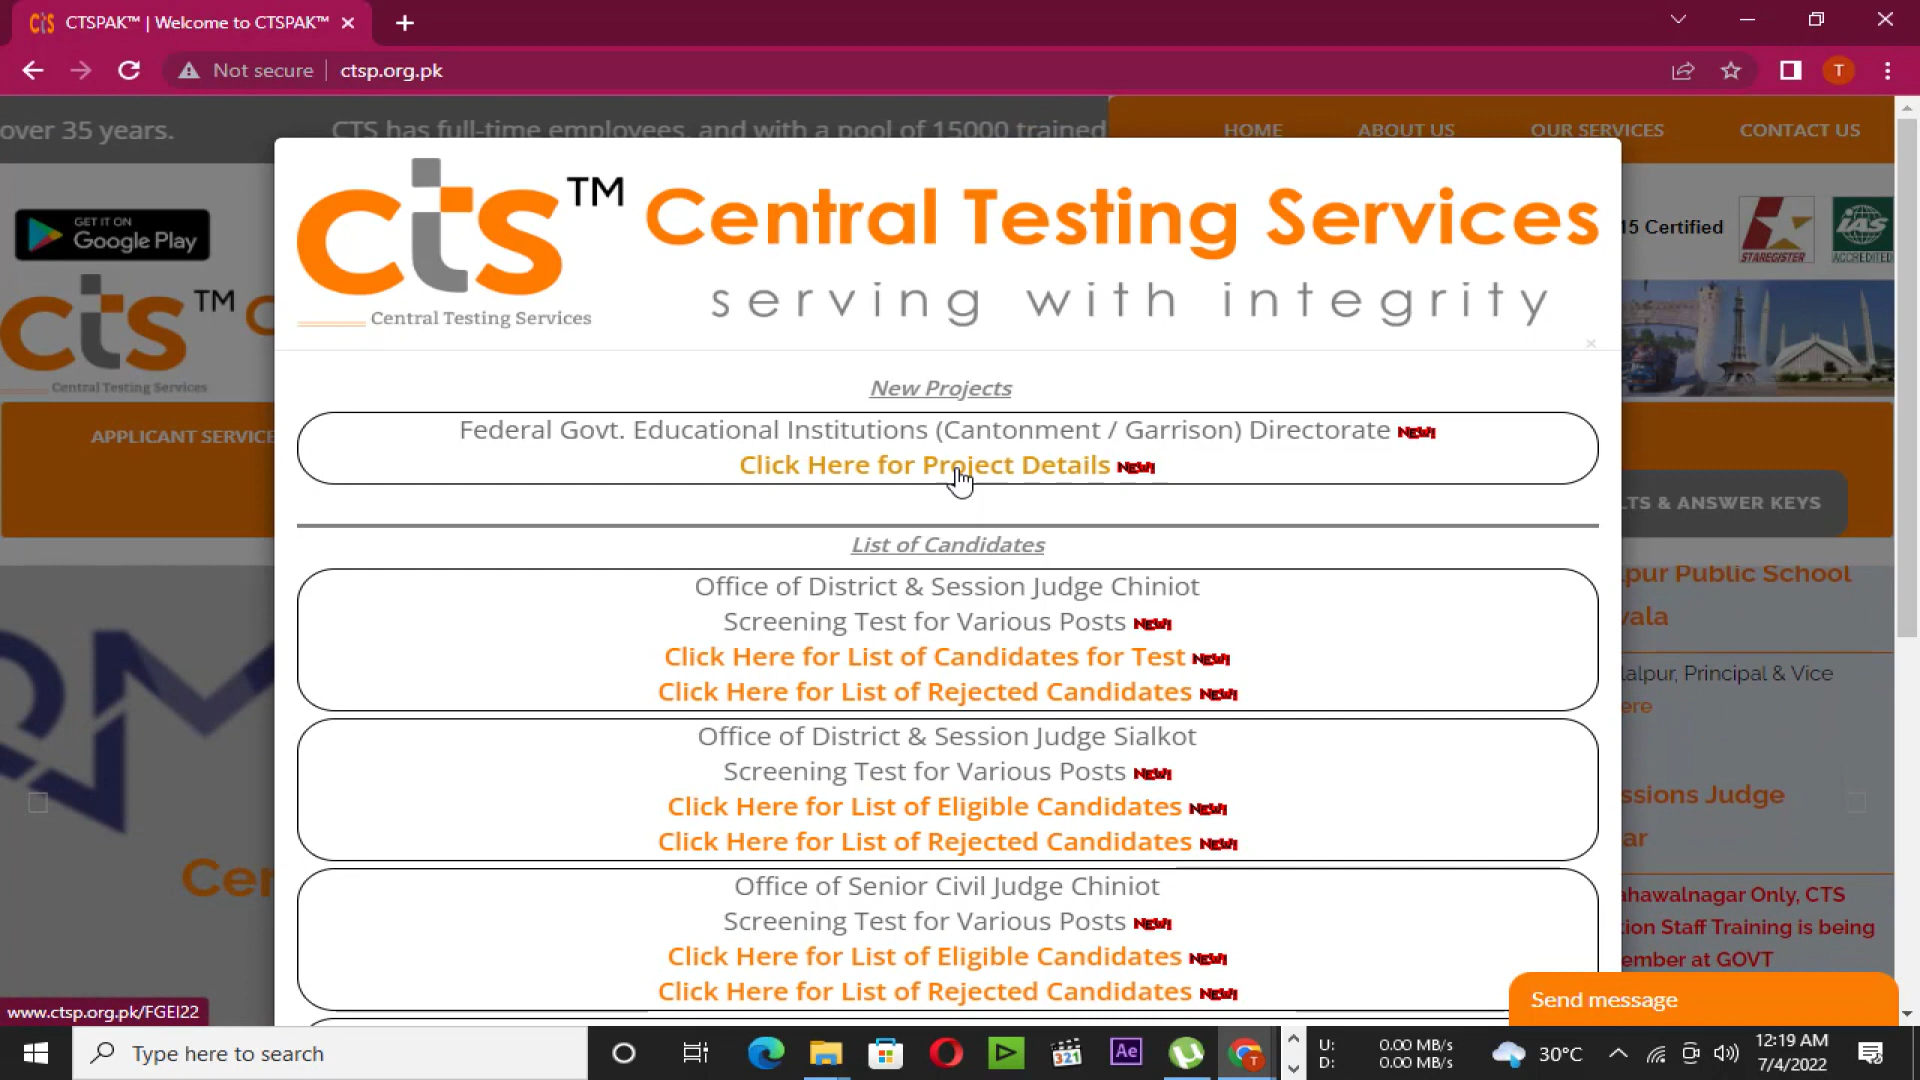 CTSPAK™ | Welcome to CTSPAK™
Not secure
ctsp.org.pk
over 35 years.
CTS has full-time employees, and with a pool of 15000 trained
HOME
ABOUT US
OUR SERVICES
CONTACT US
GET IT ON
Google Play
cts™
Central Testing Services
Central Testing Services
serving with integrity
15 Certified
STAREGISTER
IAS
ACCREDITED
cts™ C
Central Testing Services
New Projects
Federal Govt. Educational Institutions (Cantonment / Garrison) Directorate NEW!
Click Here for Project Details NEW!
APPLICANT SERVICE
LTS & ANSWER KEYS
List of Candidates
Office of District & Session Judge Chiniot
Screening Test for Various Posts NEW!
Click Here for List of Candidates for Test NEW!
Click Here for List of Rejected Candidates NEW!
Office of District & Session Judge Sialkot
Screening Test for Various Posts NEW!
Click Here for List of Eligible Candidates NEW!
Click Here for List of Rejected Candidates NEW!
Office of Senior Civil Judge Chiniot
Screening Test for Various Posts NEW!
Click Here for List of Eligible Candidates NEW!
Click Here for List of Rejected Candidates NEW!
lpur Public School
vala
lalpur, Principal & Vice
ere
ssions Judge
ar
ahawalnagar Only, CTS
ion Staff Training is being
ember at GOVT
QM
Cer
Send message
www.ctsp.org.pk/FGEI22
Type here to search
321
Ae
T
U: 0.00 MB/s
D: 0.00 MB/s
30°C
12:19 AM
7/4/2022